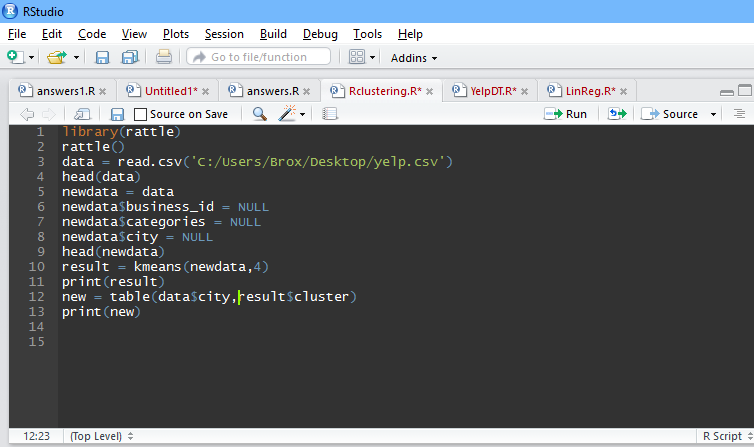 RStudio
File Edit Code View Plots Session Build Debug Tools Help
Go to file/function Addins
answers1.R Untitled1* answers.R Rclustering.R* YelpDT.R* LinReg.R*
Source on Save Run Source
1 library(rattle)
2 rattle()
3 data = read.csv('C:/Users/Brox/Desktop/yelp.csv')
4 head(data)
5 newdata = data
6 newdata$business_id = NULL
7 newdata$categories = NULL
8 newdata$city = NULL
9 head(newdata)
10 result = kmeans(newdata,4)
11 print(result)
12 new = table(data$city,result$cluster)
13 print(new)
14
15
12:23 (Top Level) R Script